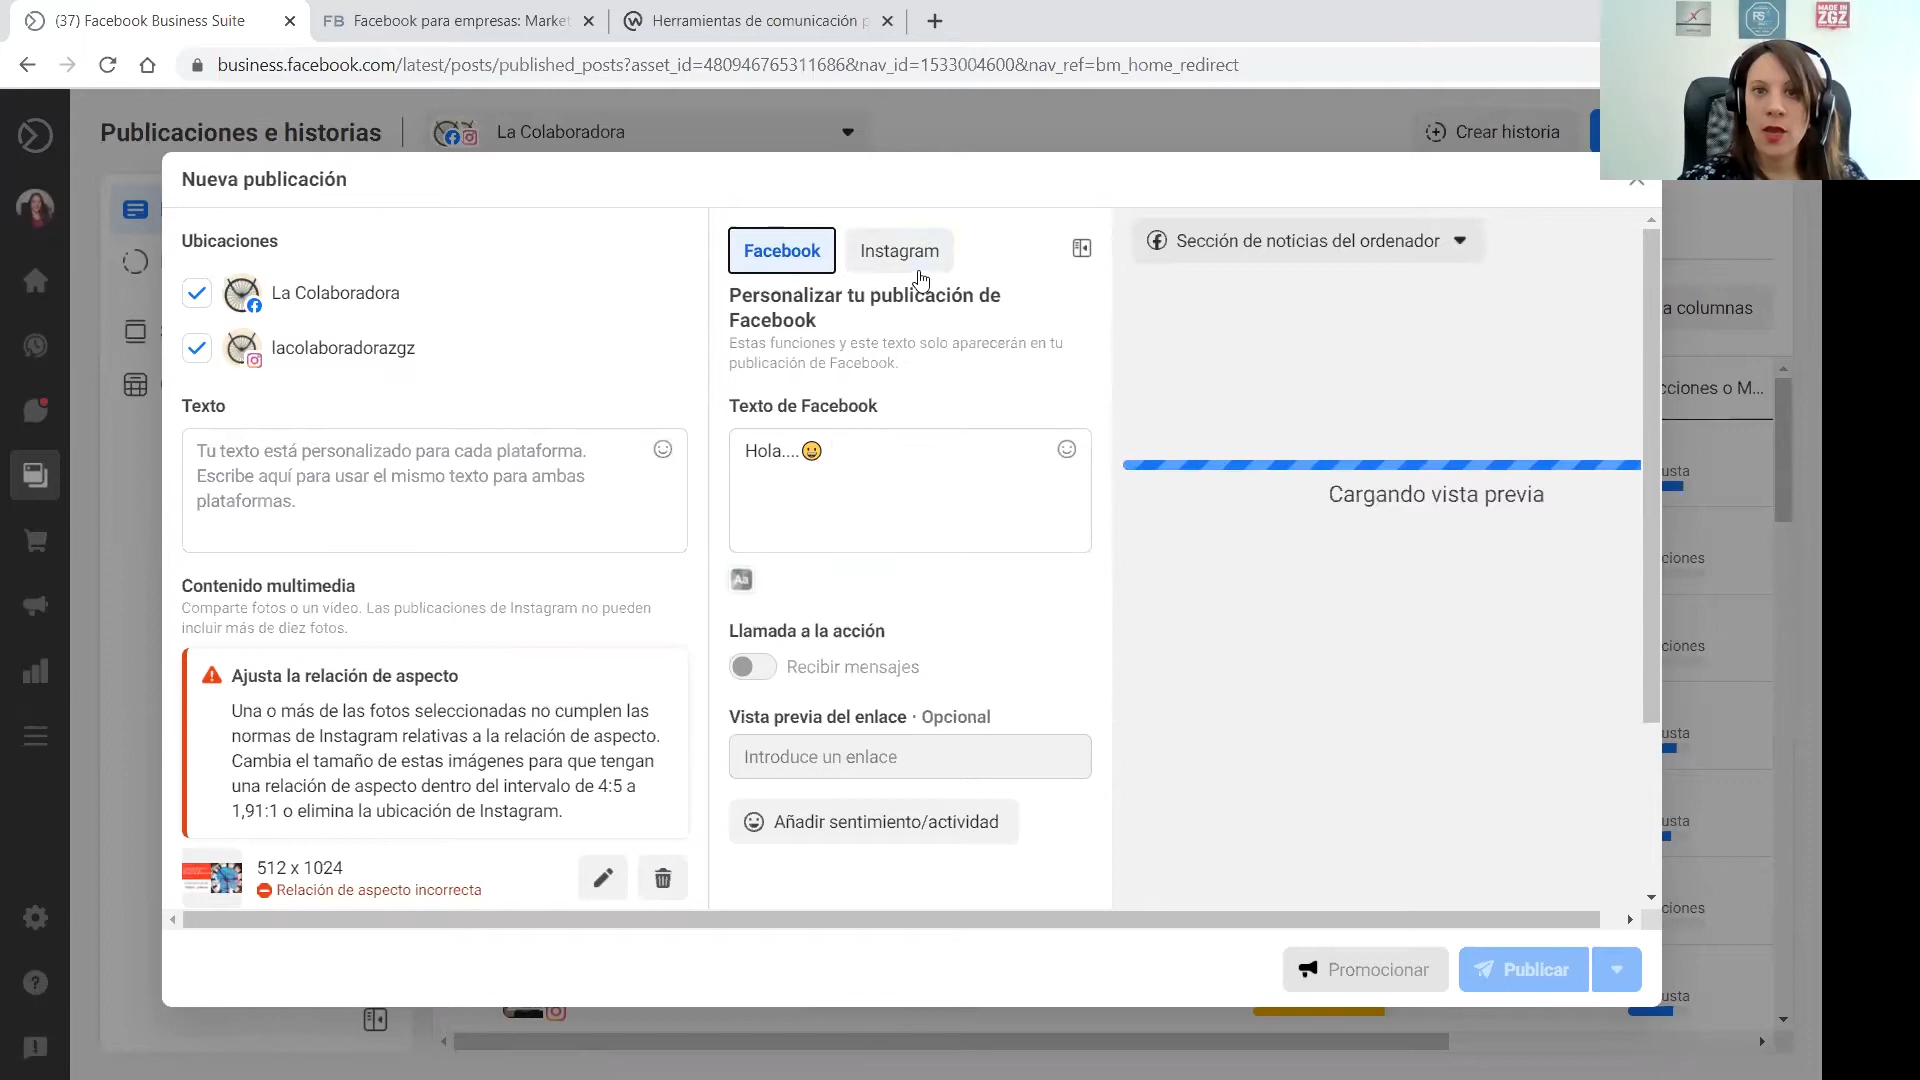 (37) Facebook Business Suite
FB Facebook para empresas: Market
Herramientas de comunicación p
business.facebook.com/latest/posts/published_posts?asset_id=480946765311686&nav_id=1533004600&nav_ref=bm_home_redirect
MADE IN ZGZ
Publicaciones e historias
La Colaboradora
Crear historia
Nueva publicación
Ubicaciones
La Colaboradora
lacolaboradorazgz
Texto
Tu texto está personalizado para cada plataforma.
Escribe aquí para usar el mismo texto para ambas
plataformas.
Contenido multimedia
Comparte fotos o un vídeo. Las publicaciones de Instagram no pueden
incluir más de diez fotos.
Ajusta la relación de aspecto
Una o más de las fotos seleccionadas no cumplen las
normas de Instagram relativas a la relación de aspecto.
Cambia el tamaño de estas imágenes para que tengan
una relación de aspecto dentro del intervalo de 4:5 a
1,91:1 o elimina la ubicación de Instagram.
512 x 1024
Relación de aspecto incorrecta
Facebook
Instagram
Personalizar tu publicación de
Facebook
Estas funciones y este texto solo aparecerán en tu
publicación de Facebook.
Texto de Facebook
Hola....😀
Aa
Llamada a la acción
Recibir mensajes
Vista previa del enlace · Opcional
Introduce un enlace
Añadir sentimiento/actividad
Sección de noticias del ordenador
Cargando vista previa
Promocionar
Publicar
a columnas
cciones o M...
usta
ciones
ciones
usta
usta
ciones
usta